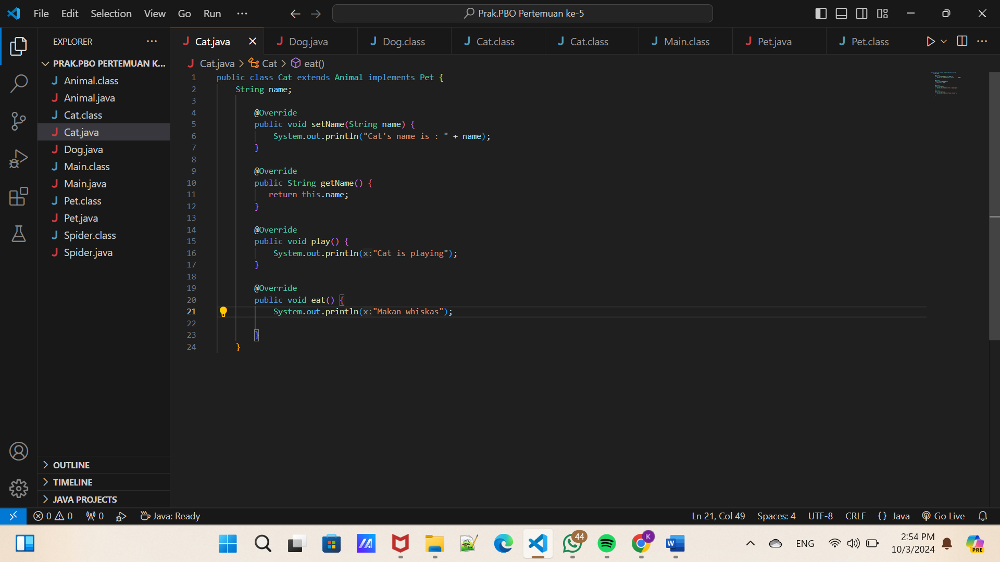 File Edit Selection View Go Run ··· Prak.PBO Pertemuan ke-5
EXPLORER
Cat.java Dog.java Dog.class Cat.class Cat.class Main.class Pet.java Pet.class
PRAK.PBO PERTEMUAN K...
Animal.class
Animal.java
Cat.class
Cat.java
Dog.java
Main.class
Main.java
Pet.class
Pet.java
Spider.class
Spider.java
OUTLINE
TIMELINE
JAVA PROJECTS
Cat.java > Cat > eat()
1 public class Cat extends Animal implements Pet {
2 String name;
3
4 @Override
5 public void setName(String name) {
6 System.out.println("Cat's name is : " + name);
7 }
8
9 @Override
10 public String getName() {
11 return this.name;
12 }
13
14 @Override
15 public void play() {
16 System.out.println(x:"Cat is playing");
17 }
18
19 @Override
20 public void eat() {
21 System.out.println(x:"Makan whiskas");
22
23 }
24 }
0 0 0 Java: Ready Ln 21, Col 49 Spaces: 4 UTF-8 CRLF {} Java Go Live
44 K W ENG 2:54 PM
10/3/2024 PRE